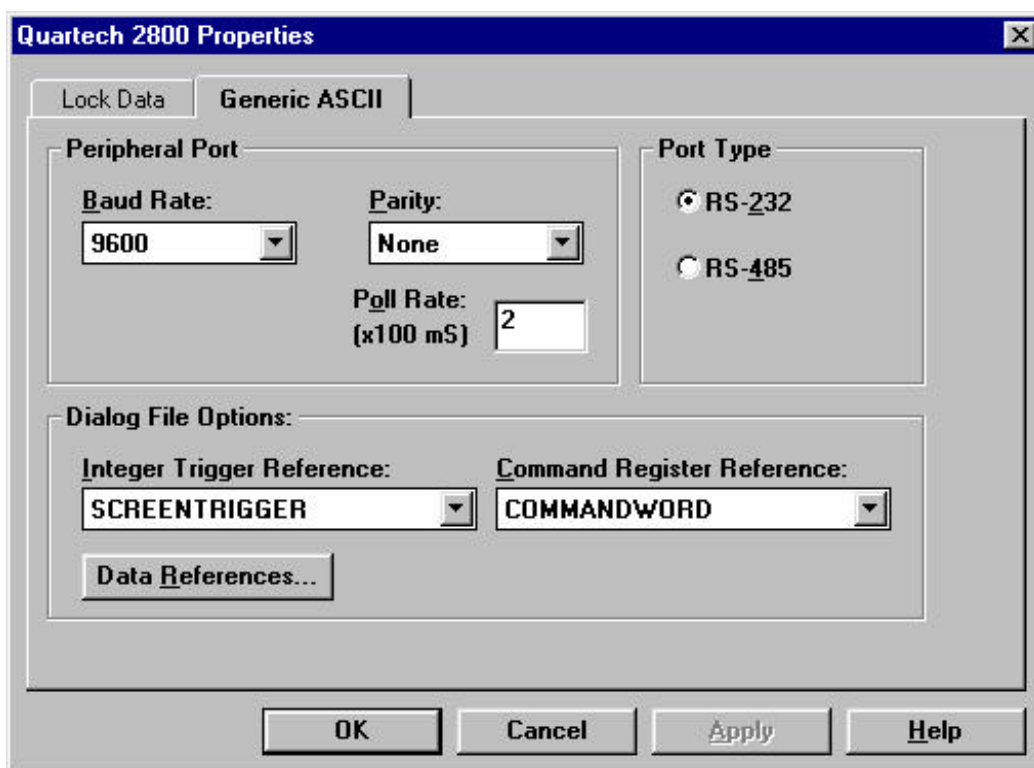 Quartech 2800 Properties
Lock Data Generic ASCII
Peripheral Port
Baud Rate: Parity:
9600 None
Poll Rate:
(x100 mS) 2
Port Type
RS-232
RS-485
Dialog File Options:
Integer Trigger Reference: Command Register Reference:
SCREENTRIGGER COMMANDWORD
Data References...
OK Cancel Apply Help